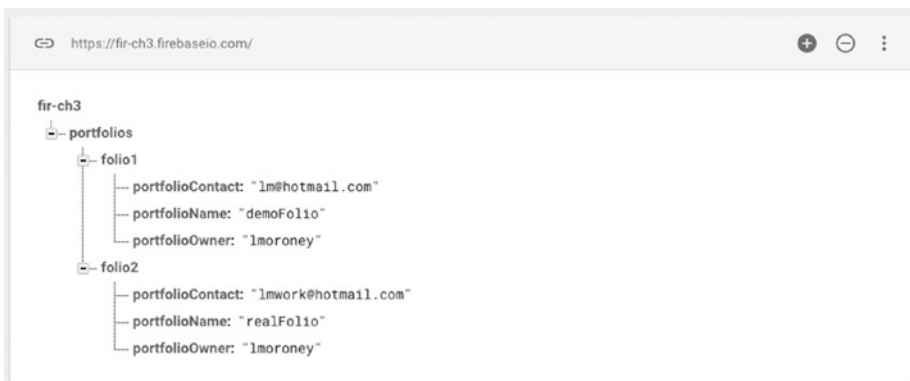 https://fir-ch3.firebaseio.com/
fir-ch3
portfolios
folio1
portfolioContact: "lm@hotmail.com"
portfolioName: "demoFolio"
portfolioOwner: "lmoroney"
folio2
portfolioContact: "lmwork@hotmail.com"
portfolioName: "realFolio"
portfolioOwner: "lmoroney"